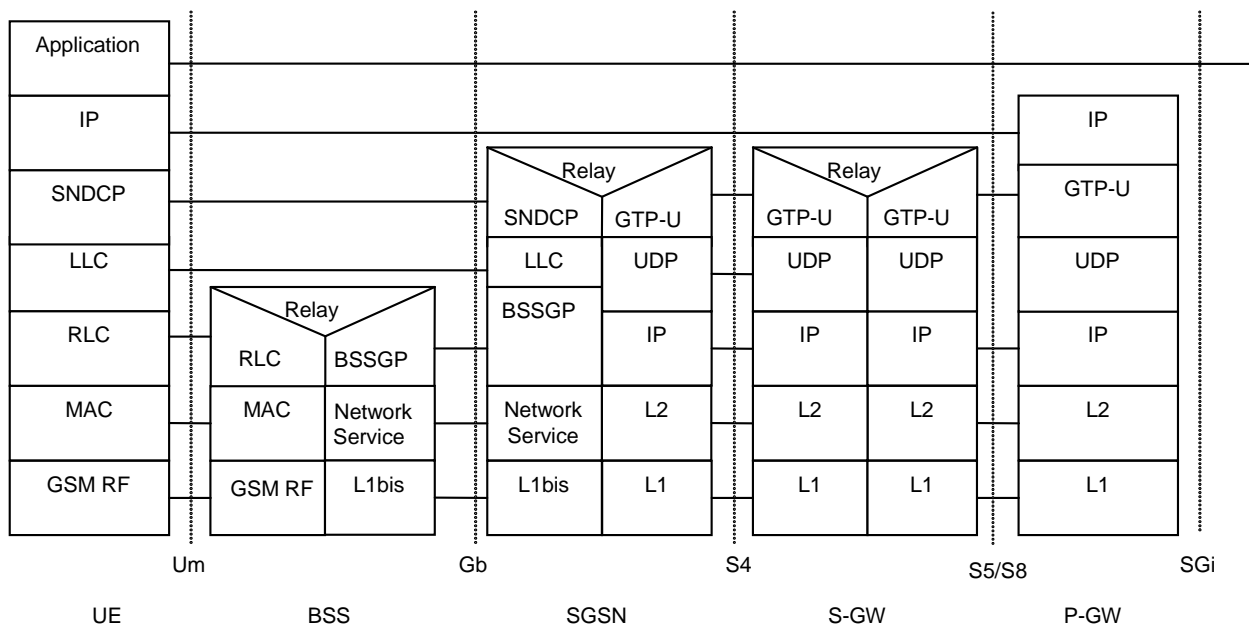 Application
IP
IP
Relay
Relay
SNDCP
GTP-U
SNDCP
GTP-U
GTP-U
GTP-U
LLC
LLC
UDP
UDP
UDP
UDP
Relay
BSSGP
RLC
IP
IP
IP
IP
RLC
BSSGP
MAC
MAC
Network
Service
Network
Service
L2
L2
L2
L2
GSM RF
GSM RF
L1bis
L1bis
L1
L1
L1
L1
Um
Gb
S4
S5/S8
SGi
UE
BSS
SGSN
S-GW
P-GW